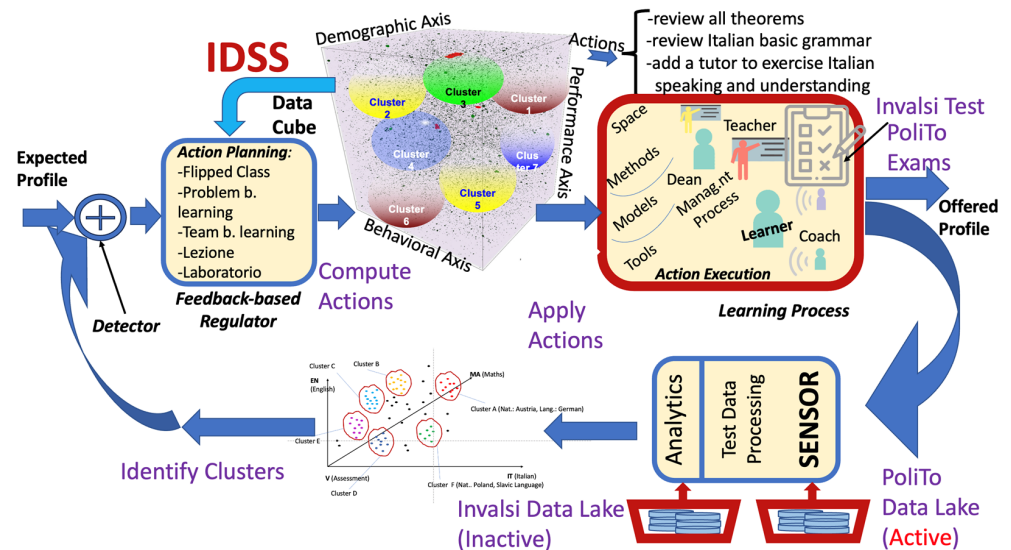 Demographic Axis
IDSS
Data
Cube
Actions
-review all theorems
-review Italian basic grammar
-add a tutor to exercise Italian
speaking and understanding
Cluster
2
Cluster
3
Cluster
1
Cluster
4
Clus
ter 7
Cluster
5
Cluster
6
Performance Axis
Behavioral Axis
Expected
Profile
Action Planning:
-Flipped Class
-Problem b.
learning
-Team b. learning
-Lezione
-Laboratorio
Feedback-based
Regulator
Detector
Compute
Actions
Space
Methods
Models
Tools
Teacher
Dean
Manag.nt
Process
Learner
Coach
Action Execution
Learning Process
Invalsi Test
PoliTo
Exams
Offered
Profile
Apply
Actions
Cluster C
Cluster B
EN
(English)
MA (Maths)
Cluster A (Nat.: Austria, Lang.: German)
Cluster E
V (Assessment)
IT (Italian)
Cluster D
Cluster F (Nat.. Poland, Slavic Language)
Identify Clusters
Analytics
Test Data
Processing
SENSOR
Invalsi Data Lake
(Inactive)
PoliTo
Data Lake
(Active)